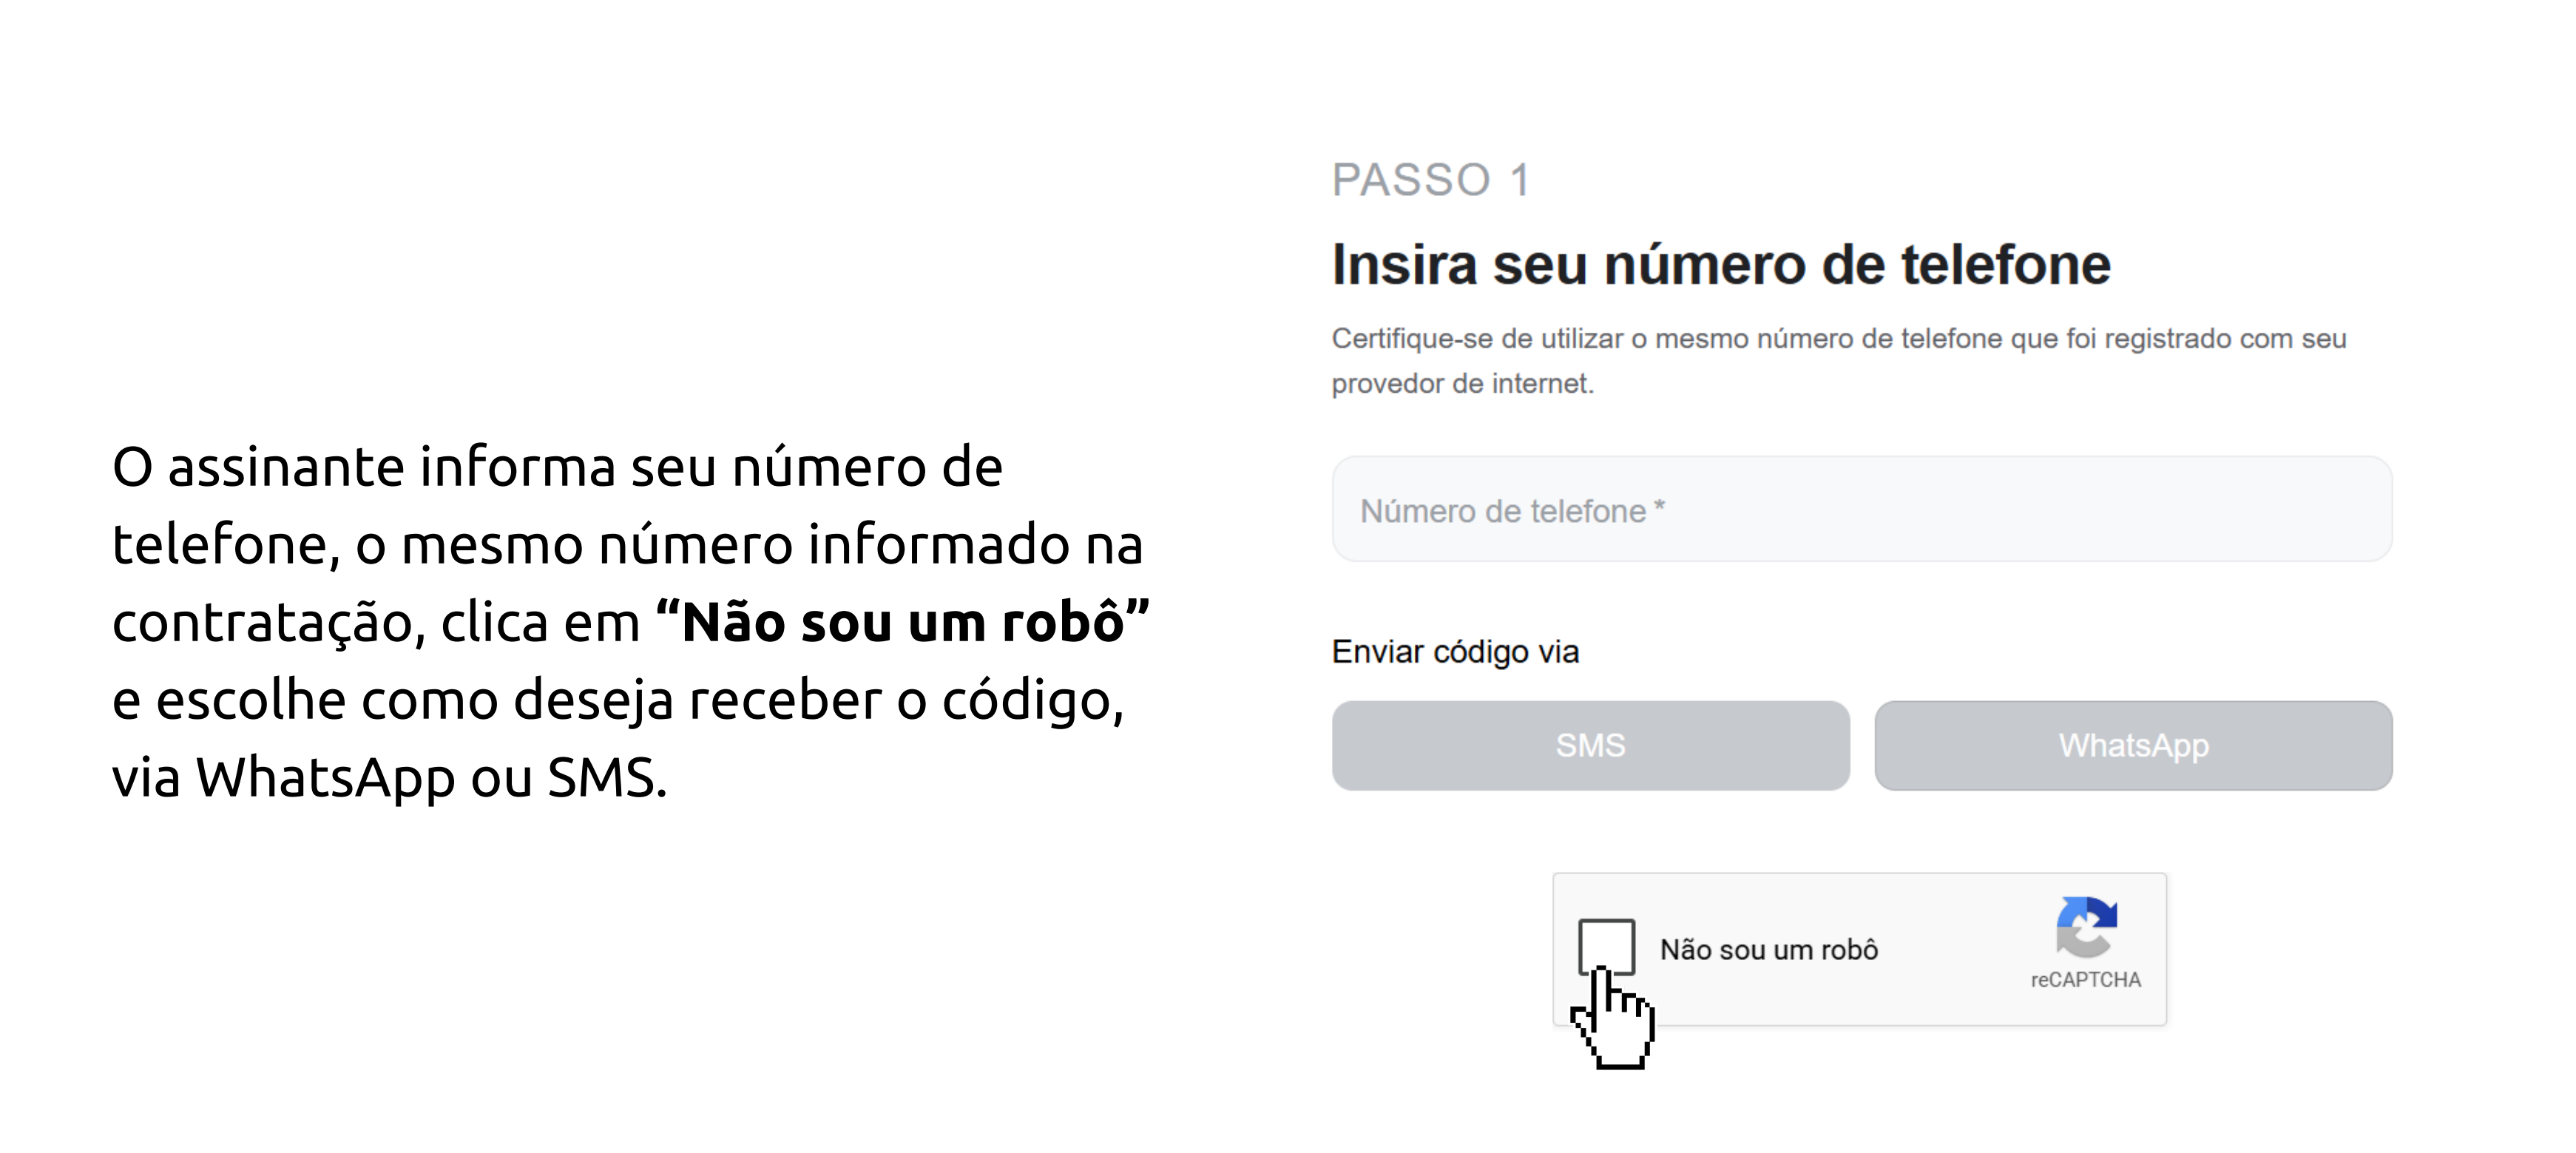 O assinante informa seu número de
telefone, o mesmo número informado na
contratação, clica em “Não sou um robô”
e escolhe como deseja receber o código,
via WhatsApp ou SMS.
PASSO 1
Insira seu número de telefone
Certifique-se de utilizar o mesmo número de telefone que foi registrado com seu
provedor de internet.
Número de telefone *
Enviar código via
SMS
WhatsApp
Não sou um robô
reCAPTCHA